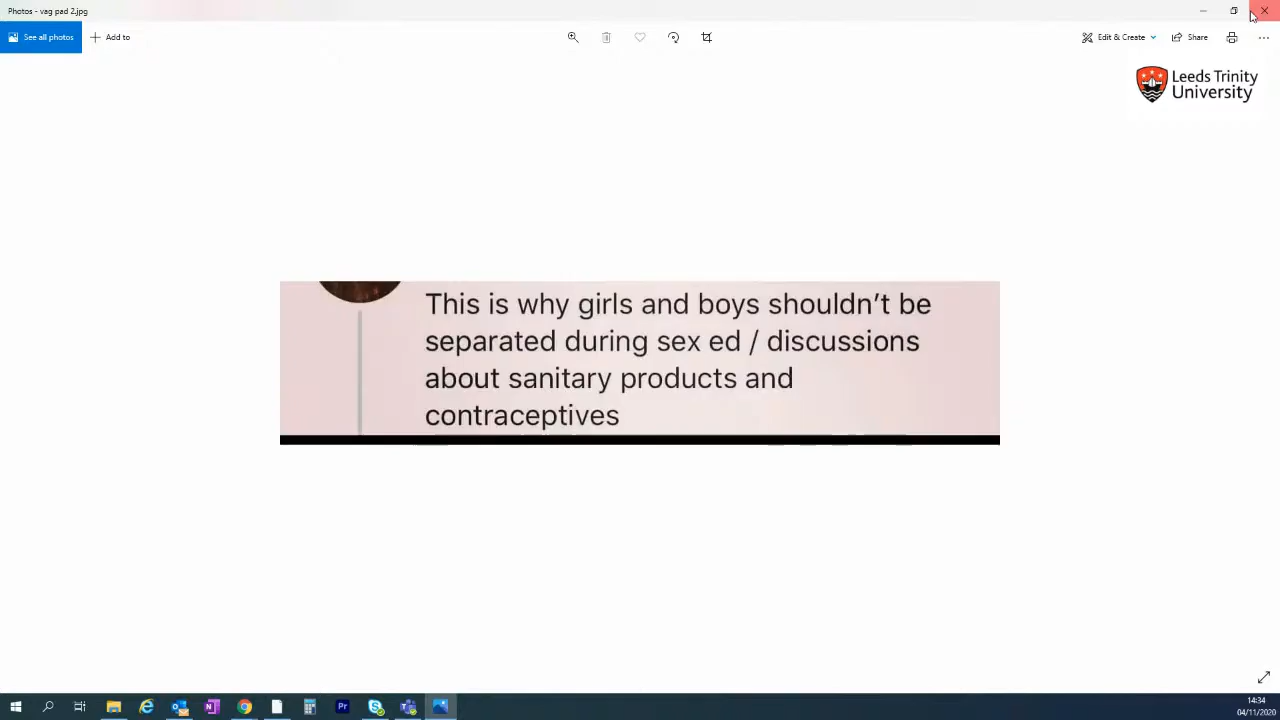 Photos - vag pad 2.jpg
See all photos
Add to
Edit & Create
Share
Leeds Trinity
University
This is why girls and boys shouldn't be
separated during sex ed / discussions
about sanitary products and
contraceptives
14:34
04/11/2020